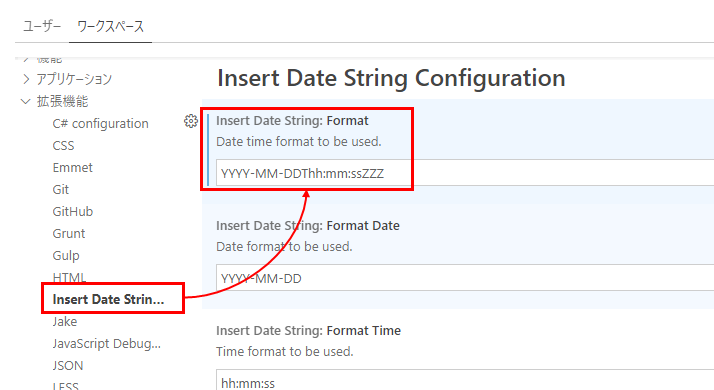 ユーザー ワークスペース
機能
アプリケーション
拡張機能
C# configuration
CSS
Emmet
Git
GitHub
Grunt
Gulp
HTML
Insert Date Strin...
Jake
JavaScript Debug...
JSON
LESS
Insert Date String Configuration
Insert Date String: Format
Date time format to be used.
YYYY-MM-DDThh:mm:ssZZZ
Insert Date String: Format Date
Date format to be used.
YYYY-MM-DD
Insert Date String: Format Time
Time format to be used.
hh:mm:ss